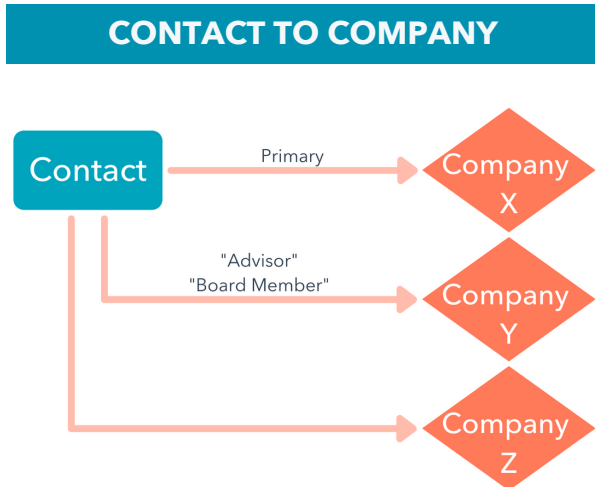 CONTACT TO COMPANY
Contact
Primary
Company
X
"Advisor"
"Board Member"
Company
Y
Company
Z